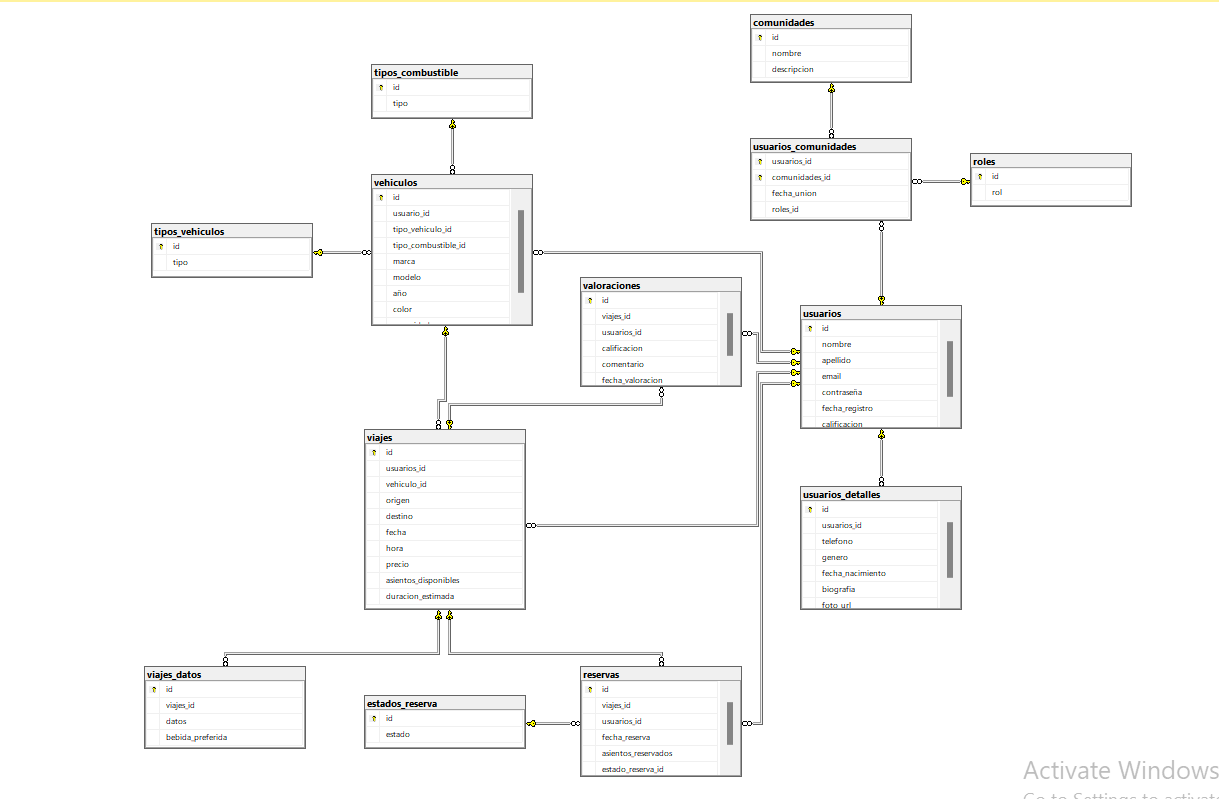 comunidades
id
nombre
descripcion
tipos_combustible
id
tipo
usuarios_comunidades
usuarios_id
comunidades_id
fecha_union
roles_id
roles
id
rol
vehiculos
id
usuario_id
tipo_vehiculo_id
tipo_combustible_id
marca
modelo
año
color
tipos_vehiculos
id
tipo
valoraciones
id
viajes_id
usuarios_id
calificacion
comentario
fecha_valoracion
usuarios
id
nombre
apellido
email
contraseña
fecha_registro
calificacion
viajes
id
usuarios_id
vehiculo_id
origen
destino
fecha
hora
precio
asientos_disponibles
duracion_estimada
usuarios_detalles
id
usuarios_id
telefono
genero
fecha_nacimiento
biografia
foto_url
viajes_datos
id
viajes_id
datos
bebida_preferida
estados_reserva
id
estado
reservas
id
viajes_id
usuarios_id
fecha_reserva
asientos_reservados
estado_reserva_id
Activate Windows
Go to Settings to activate